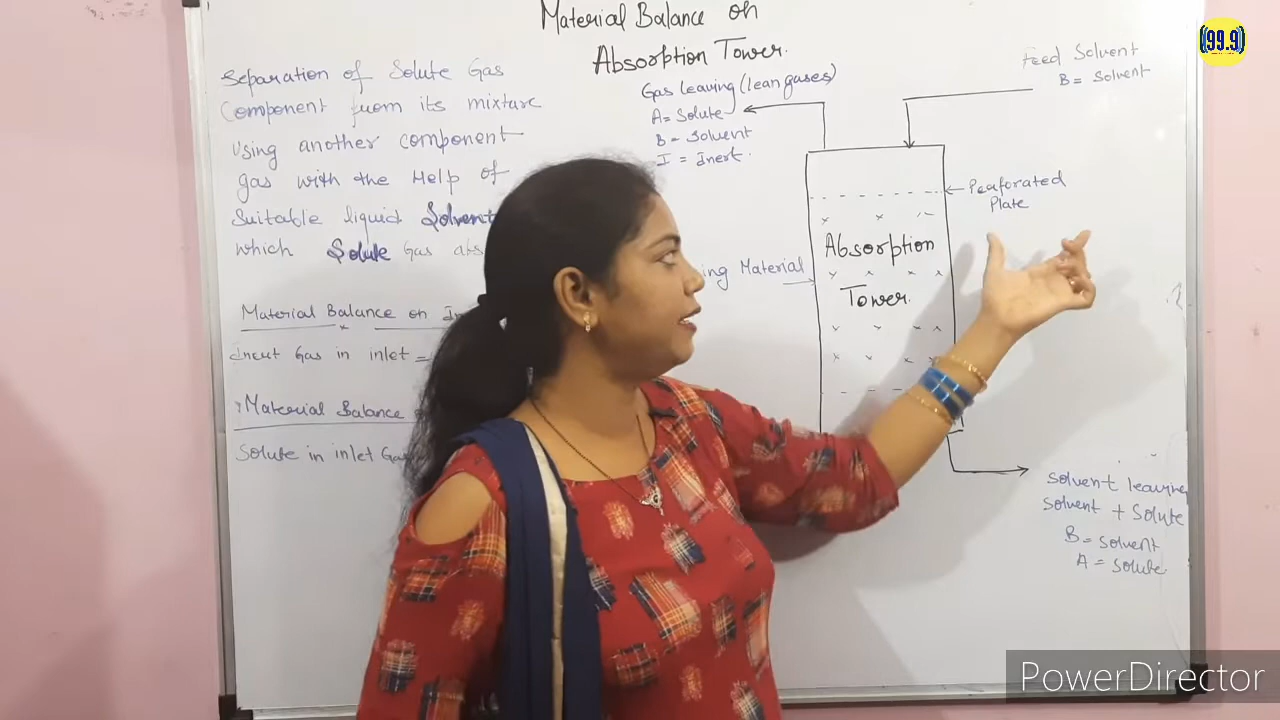 Material Balance on
Absorption Tower.
Separation of Solute Gas
Component from its mixture
Using another component
gas with the Help of
Suitable liquid Solvent
which Solute Gas abs
Material Balance on I
Inert Gas in inlet =
Material Balance
Solute in inlet Gas
Gas leaving (lean gases)
A = Solute
B = Solvent
I = Inert.
Feed Solvent
B = Solvent
Peaforated
Plate
Absorption
Tower.
ing Material
Solvent leaving
Solvent + Solute
B = Solvent
A = Solute
(99.9)
PowerDirector